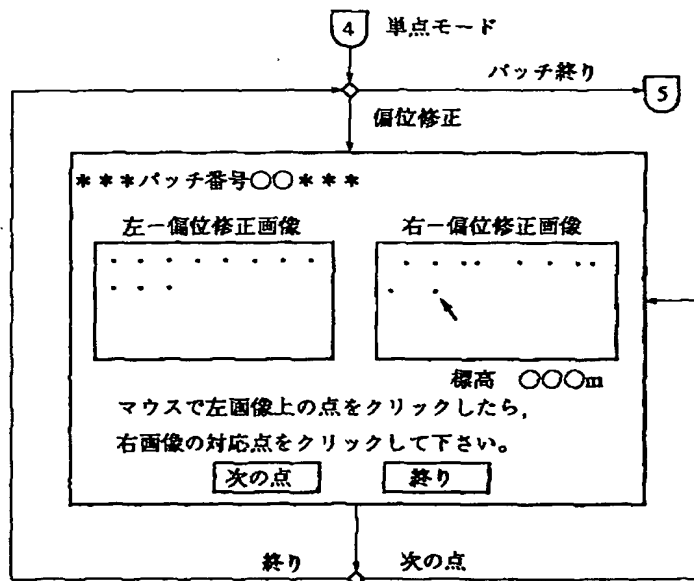 4 単点モード
パッチ終り
5
偏位修正
***パッチ番号○○***
左-偏位修正画像 右-偏位修正画像
標高 ○○○m
マウスで左画像上の点をクリックしたら,
右画像の対応点をクリックして下さい。
次の点 終り
終り 次の点